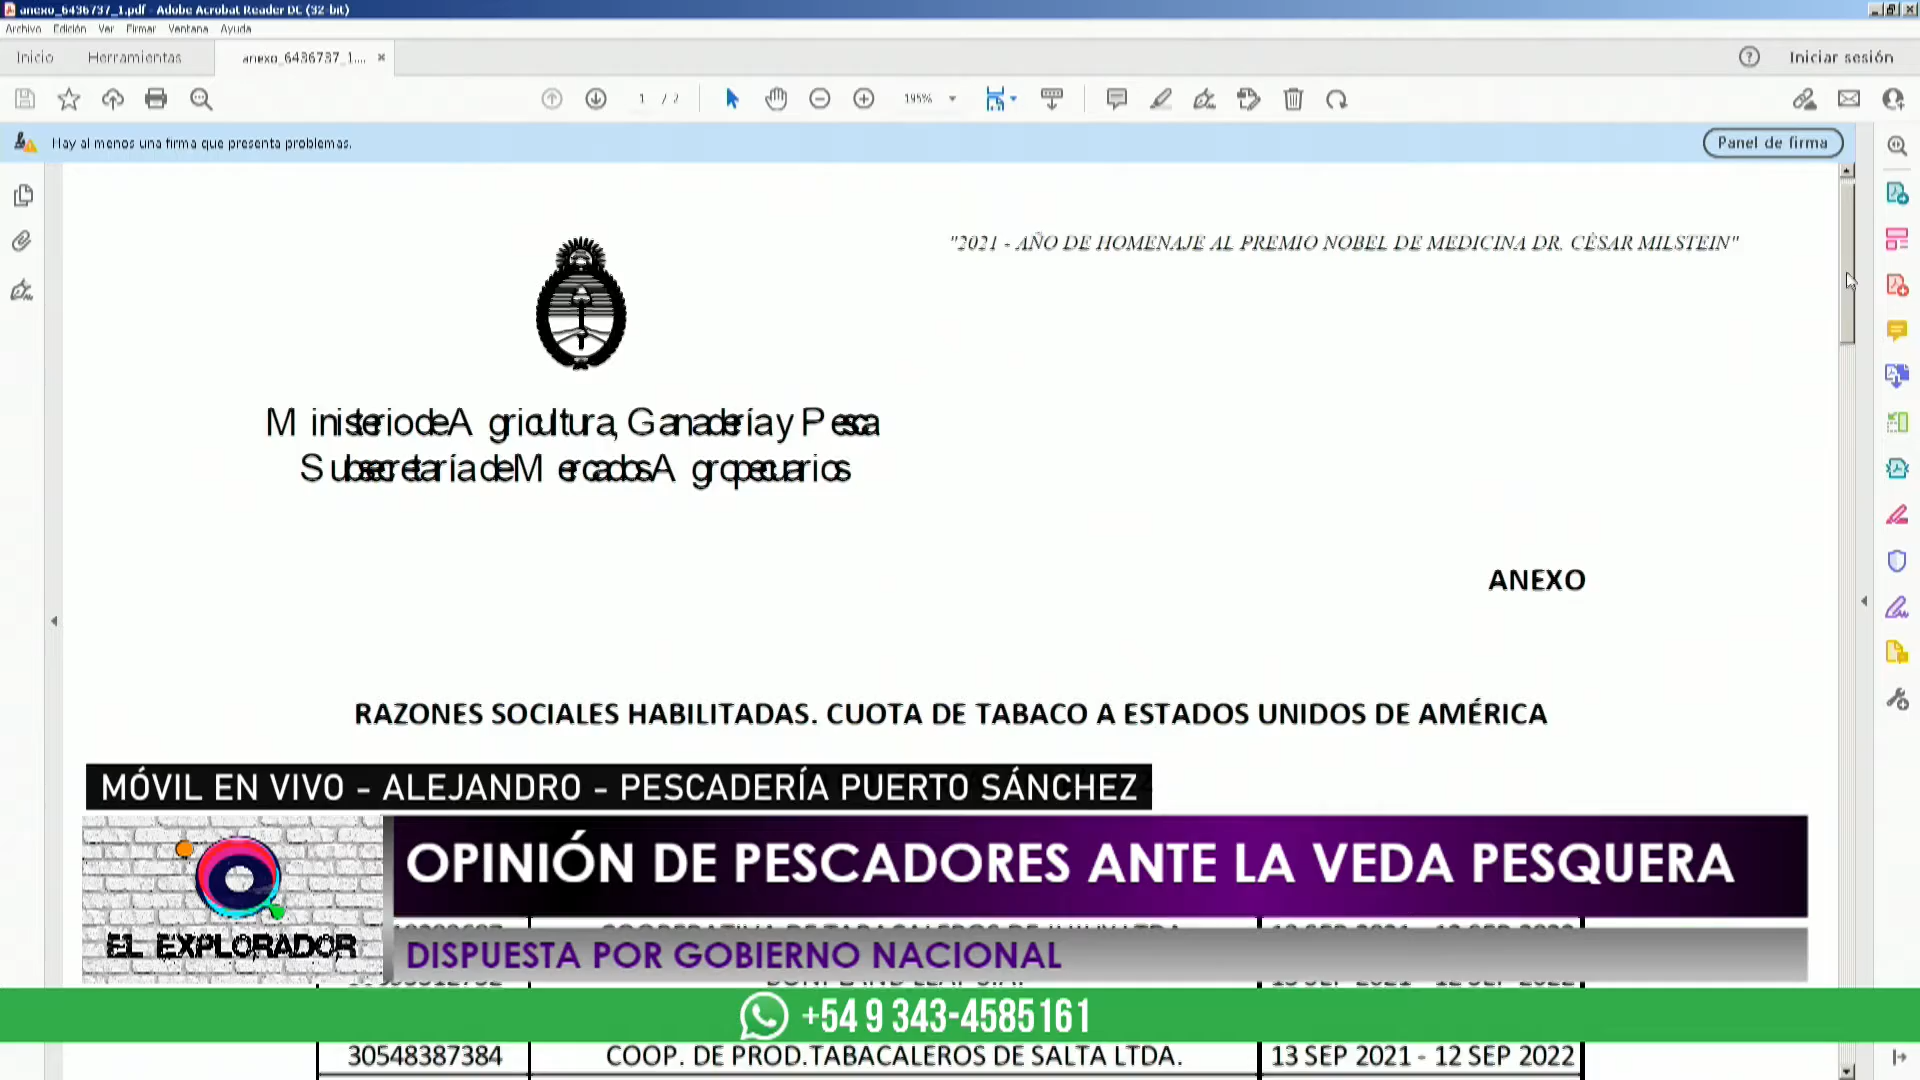 anexo_6436737_1.pdf - Adobe Acrobat Reader DC (32-bit)
Archivo Edición Ver Firmar Ventana Ayuda
Inicio Herramientas anexo_6436737_1.... Iniciar sesión
1 / 2 195%
Hay al menos una firma que presenta problemas. Panel de firma
"2021 - AÑO DE HOMENAJE AL PREMIO NOBEL DE MEDICINA DR. CÉSAR MILSTEIN"
Ministerio de Agricultura, Ganadería y Pesca
Subsecretaría de Mercados Agropecuarios
ANEXO
RAZONES SOCIALES HABILITADAS. CUOTA DE TABACO A ESTADOS UNIDOS DE AMÉRICA
MÓVIL EN VIVO - ALEJANDRO - PESCADERÍA PUERTO SÁNCHEZ
OPINIÓN DE PESCADORES ANTE LA VEDA PESQUERA
EL EXPLORADOR
DISPUESTA POR GOBIERNO NACIONAL
+54 9 343-4585161
30548387384 COOP. DE PROD.TABACALEROS DE SALTA LTDA. 13 SEP 2021 - 12 SEP 2022